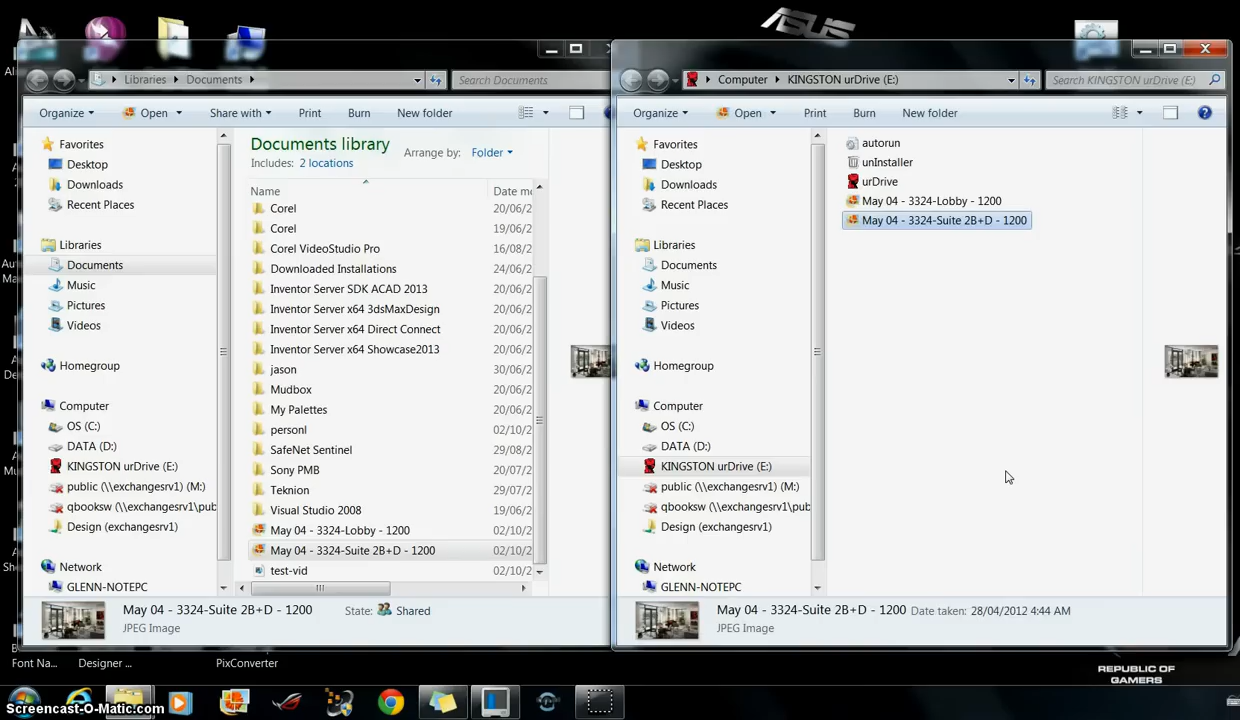 Libraries ▸ Documents ▸
Search Documents
Organize Open Share with Print Burn New folder
Favorites
Desktop
Downloads
Recent Places
Libraries
Documents
Music
Pictures
Videos
Homegroup
Computer
OS (C:)
DATA (D:)
KINGSTON urDrive (E:)
public (\\exchangesrv1) (M:)
qbooksw (\\exchangesrv1\pub
Design (exchangesrv1)
Network
GLENN-NOTEPC
Documents library
Includes: 2 locations
Arrange by: Folder
Name Date mo
Corel 20/06/2
Corel 19/06/2
Corel VideoStudio Pro 16/08/2
Downloaded Installations 24/06/2
Inventor Server SDK ACAD 2013 20/06/2
Inventor Server x64 3dsMaxDesign 20/06/2
Inventor Server x64 Direct Connect 20/06/2
Inventor Server x64 Showcase2013 20/06/2
jason 30/06/2
Mudbox 20/06/2
My Palettes 20/06/2
personl 02/10/2
SafeNet Sentinel 29/08/2
Sony PMB 20/07/2
Teknion 29/07/2
Visual Studio 2008 19/06/2
May 04 - 3324-Lobby - 1200 02/10/2
May 04 - 3324-Suite 2B+D - 1200 02/10/2
test-vid 02/10/2
May 04 - 3324-Suite 2B+D - 1200 State: Shared
JPEG Image
ASUS
Computer ▸ KINGSTON urDrive (E:)
Search KINGSTON urDrive (E:)
Organize Open Print Burn New folder
Favorites
Desktop
Downloads
Recent Places
Libraries
Documents
Music
Pictures
Videos
Homegroup
Computer
OS (C:)
DATA (D:)
KINGSTON urDrive (E:)
public (\\exchangesrv1) (M:)
qbooksw (\\exchangesrv1\pub
Design (exchangesrv1)
Network
GLENN-NOTEPC
autorun
unInstaller
urDrive
May 04 - 3324-Lobby - 1200
May 04 - 3324-Suite 2B+D - 1200
May 04 - 3324-Suite 2B+D - 1200 Date taken: 28/04/2012 4:44 AM
JPEG Image
Font Na... Designer ... PixConverter
REPUBLIC OF
GAMERS
Screencast-O-Matic.com